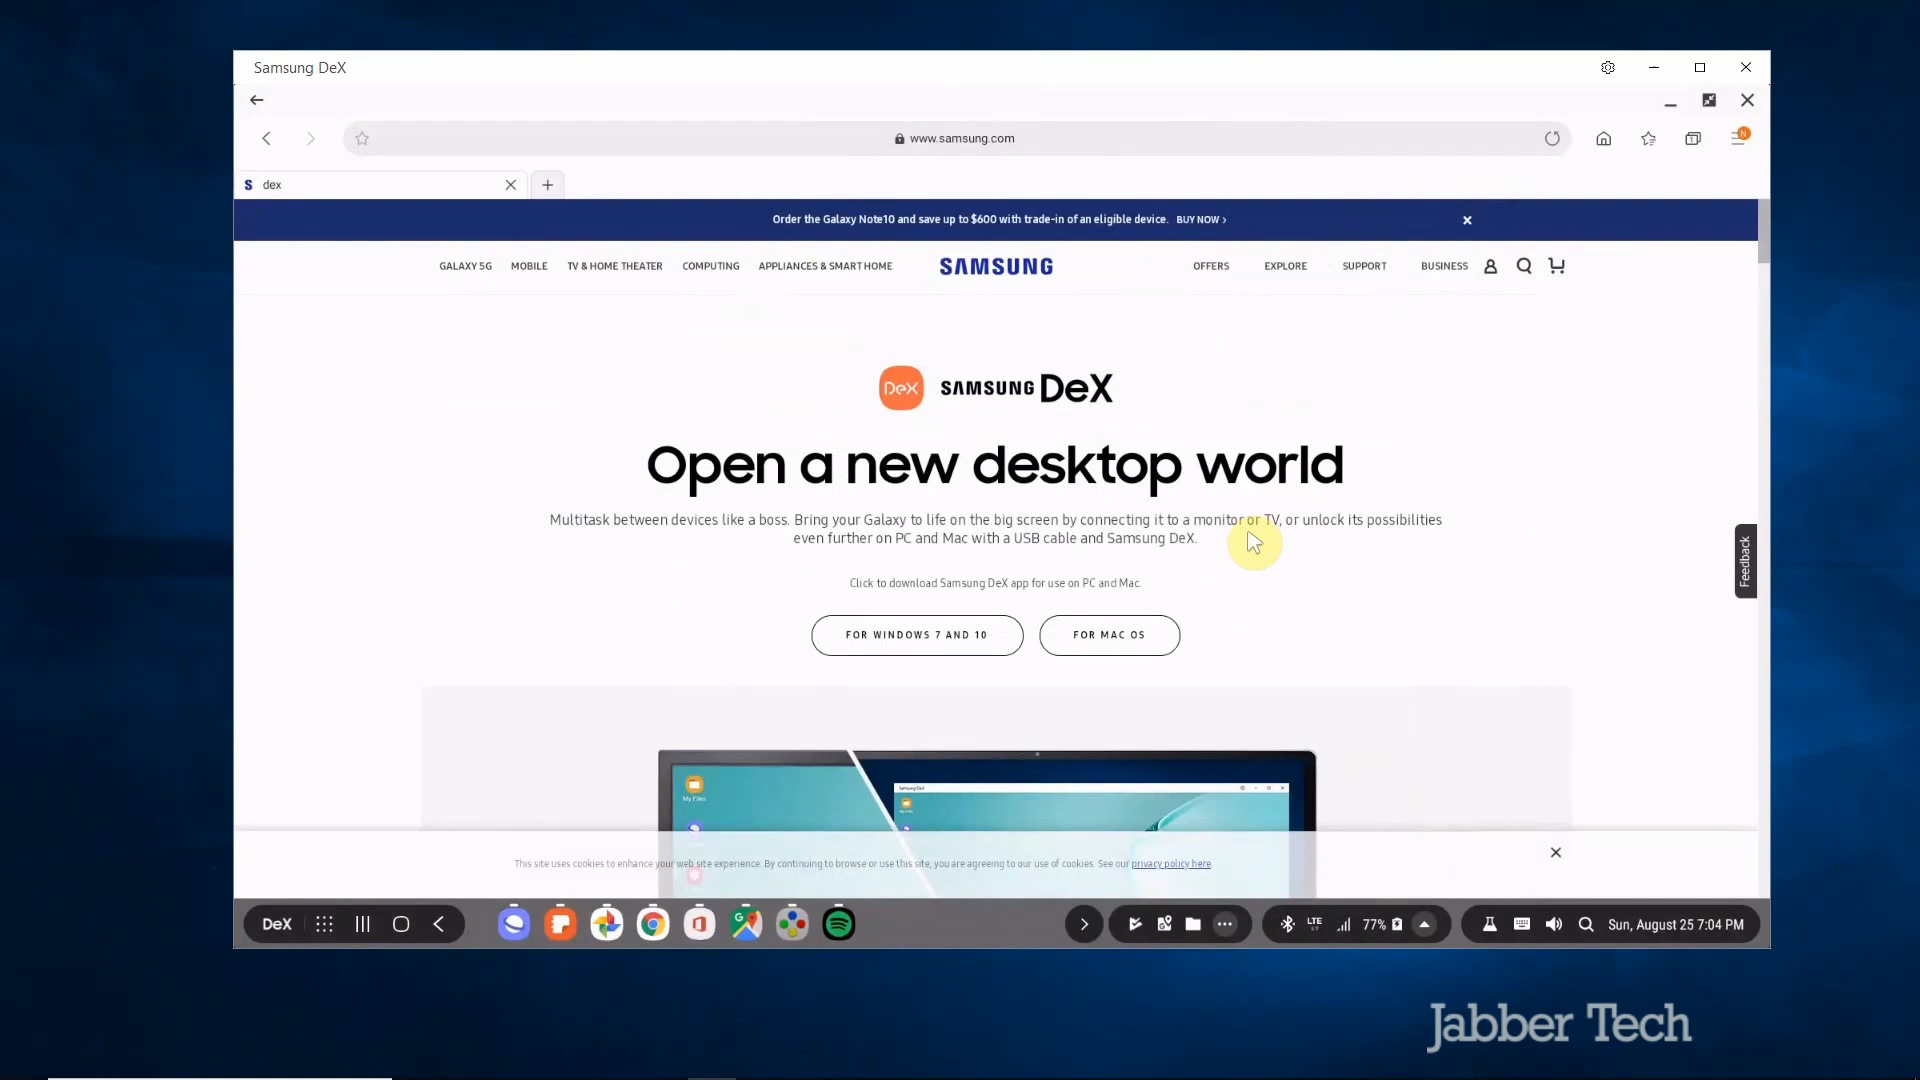 Samsung DeX
www.samsung.com
N
S dex
Order the Galaxy Note10 and save up to $600 with trade-in of an eligible device. BUY NOW ›
GALAXY 5G MOBILE TV & HOME THEATER COMPUTING APPLIANCES & SMART HOME SAMSUNG OFFERS EXPLORE SUPPORT BUSINESS
DeX SAMSUNG DeX
Open a new desktop world
Multitask between devices like a boss. Bring your Galaxy to life on the big screen by connecting it to a monitor or TV, or unlock its possibilities
even further on PC and Mac with a USB cable and Samsung DeX.
Feedback
Click to download Samsung DeX app for use on PC and Mac.
FOR WINDOWS 7 AND 10 FOR MAC OS
Samsung DeX
My Files
My Files
This site uses cookies to enhance your web site experience. By continuing to browse or use this site, you are agreeing to our use of cookies. See our privacy policy here.
DeX LTE 77% Sun, August 25 7:04 PM
Jabber Tech